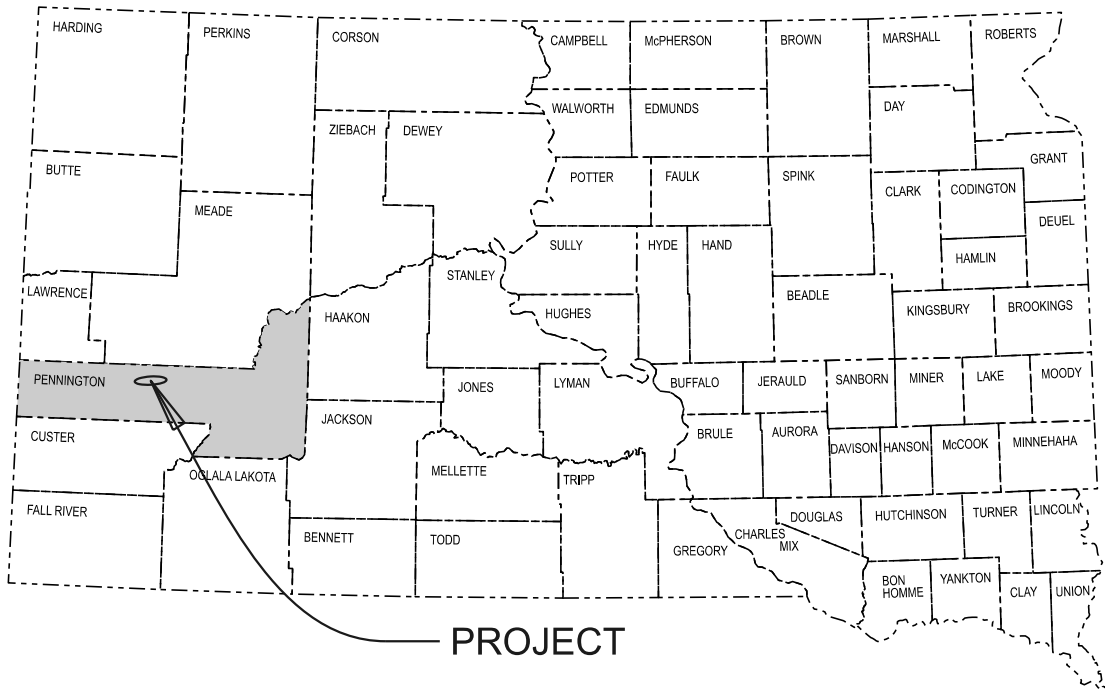 HARDING
PERKINS
CORSON
CAMPBELL
McPHERSON
BROWN
MARSHALL
ROBERTS
WALWORTH
EDMUNDS
DAY
ZIEBACH
DEWEY
GRANT
BUTTE
POTTER
FAULK
SPINK
CLARK
CODINGTON
MEADE
DEUEL
SULLY
HYDE
HAND
HAMLIN
STANLEY
LAWRENCE
BEADLE
HAAKON
HUGHES
KINGSBURY
BROOKINGS
PENNINGTON
JONES
LYMAN
BUFFALO
JERAULD
SANBORN
MINER
LAKE
MOODY
JACKSON
CUSTER
BRULE
AURORA
DAVISON
HANSON
McCOOK
MINNEHAHA
OGLALA LAKOTA
MELLETTE
TRIPP
FALL RIVER
DOUGLAS
HUTCHINSON
TURNER
LINCOLN
BENNETT
TODD
GREGORY
CHARLES
MIX
BON
HOMME
YANKTON
CLAY
UNION
PROJECT